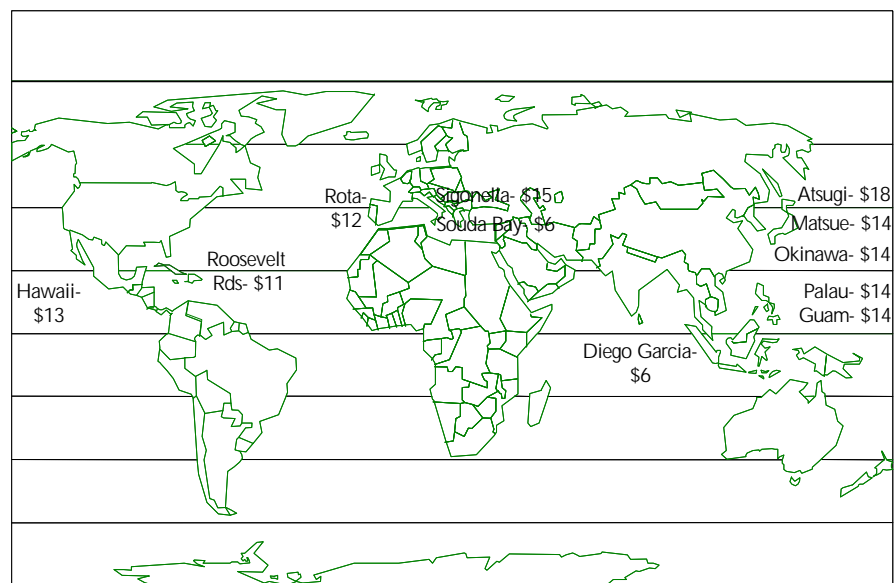 Rota-
$12
Sigonella- $15
Souda Bay- $6
Atsugi- $18
Matsue- $14
Okinawa- $14
Roosevelt
Rds- $11
Hawaii-
$13
Palau- $14
Guam- $14
Diego Garcia-
$6